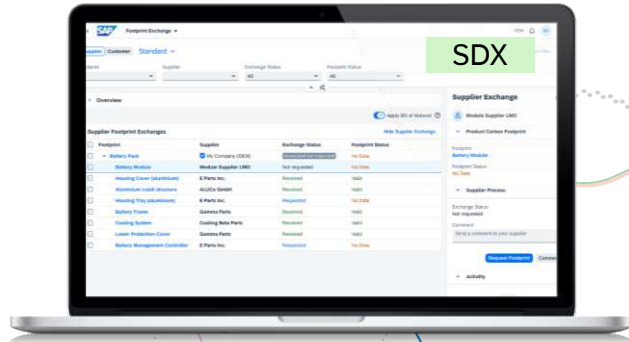 SAP Footprint Exchange
SDX
Supplier Customer Standard
Supplier Exchange Status Footprint Status
All All
Overview
Apply Bill of Material
Supplier Footprint Exchanges Hide Supplier Exchange
Footprint Supplier Exchange Status Footprint Status
Battery Pack My Company (DEV) No Data
Battery Module Module Supplier LMO Not requested No Data
Housing Cover (aluminium) E Parts Inc. Received Valid
Aluminium crash structure ALUCo GmbH Received Valid
Housing Tray (aluminium) E Parts Inc. Requested No Data
Battery Frame Gamma Parts Received Valid
Cooling System Cooling Beta Parts Received Valid
Lower Protection Cover Gamma Parts Received Valid
Battery Management Controller E Parts Inc. Requested No Data
Supplier Exchange
Module Supplier LMO
Product Carbon Footprint
Footprint
Battery Module
Footprint Status
No Data
Supplier Process
Exchange Status
Not requested
Comment
Send a comment to your supplier
Request Footprint
Activity